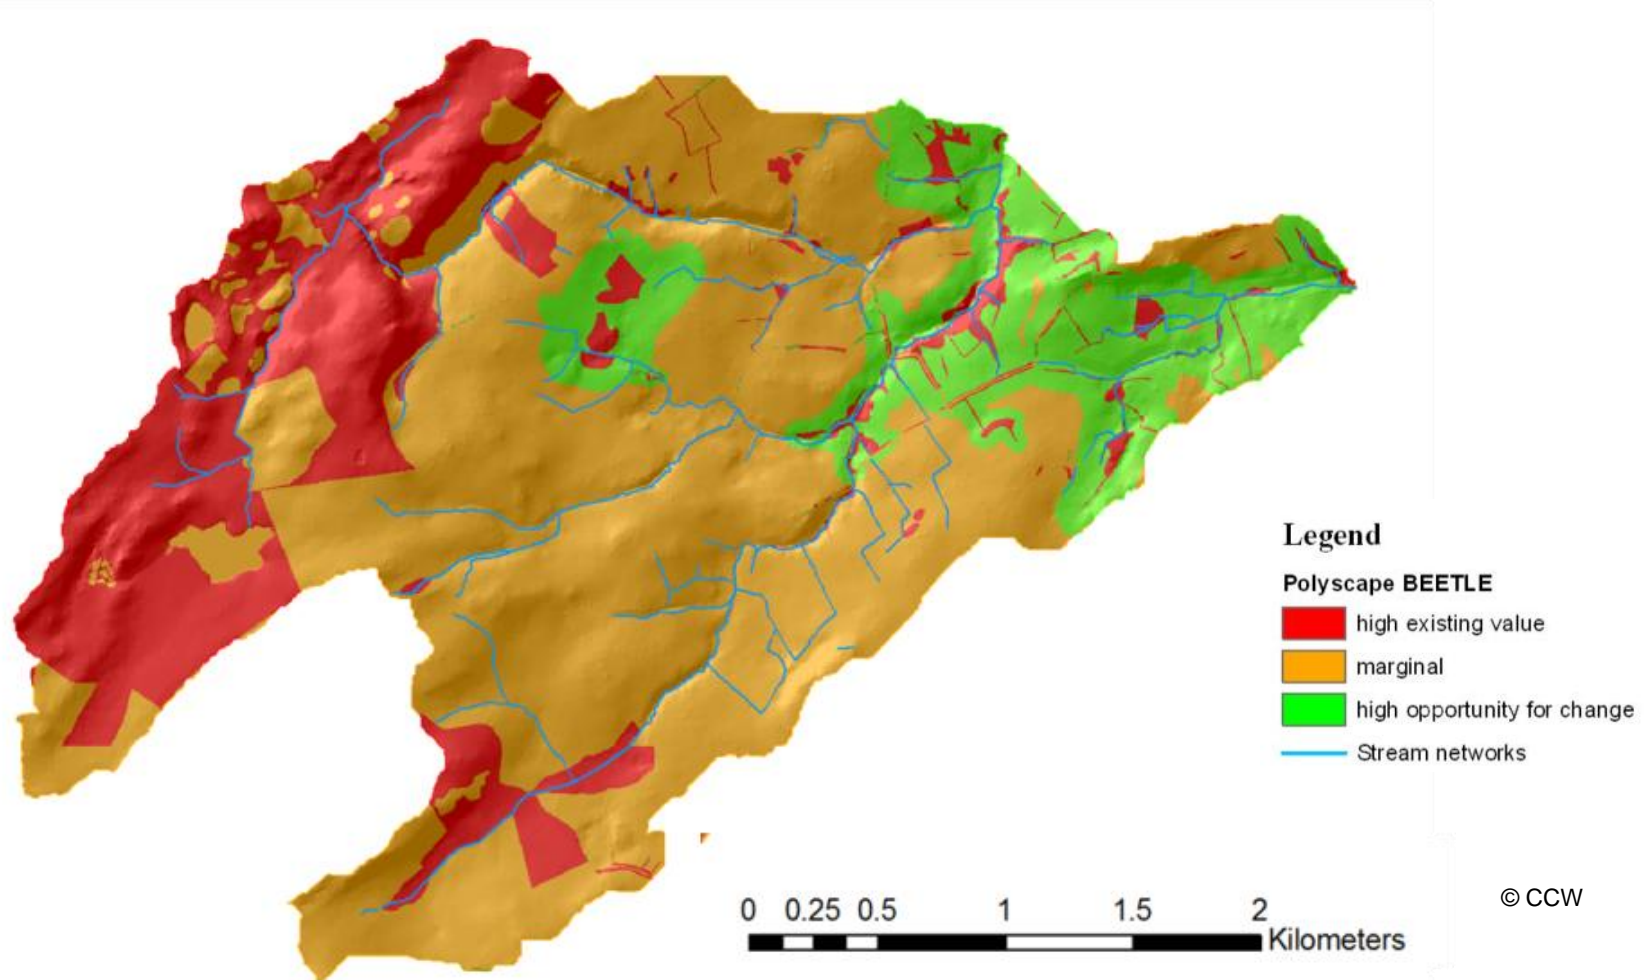 Legend
Polyscape BEETLE
high existing value
marginal
high opportunity for change
Stream networks
© CCW
0 0.25 0.5 1 1.5 2
Kilometers